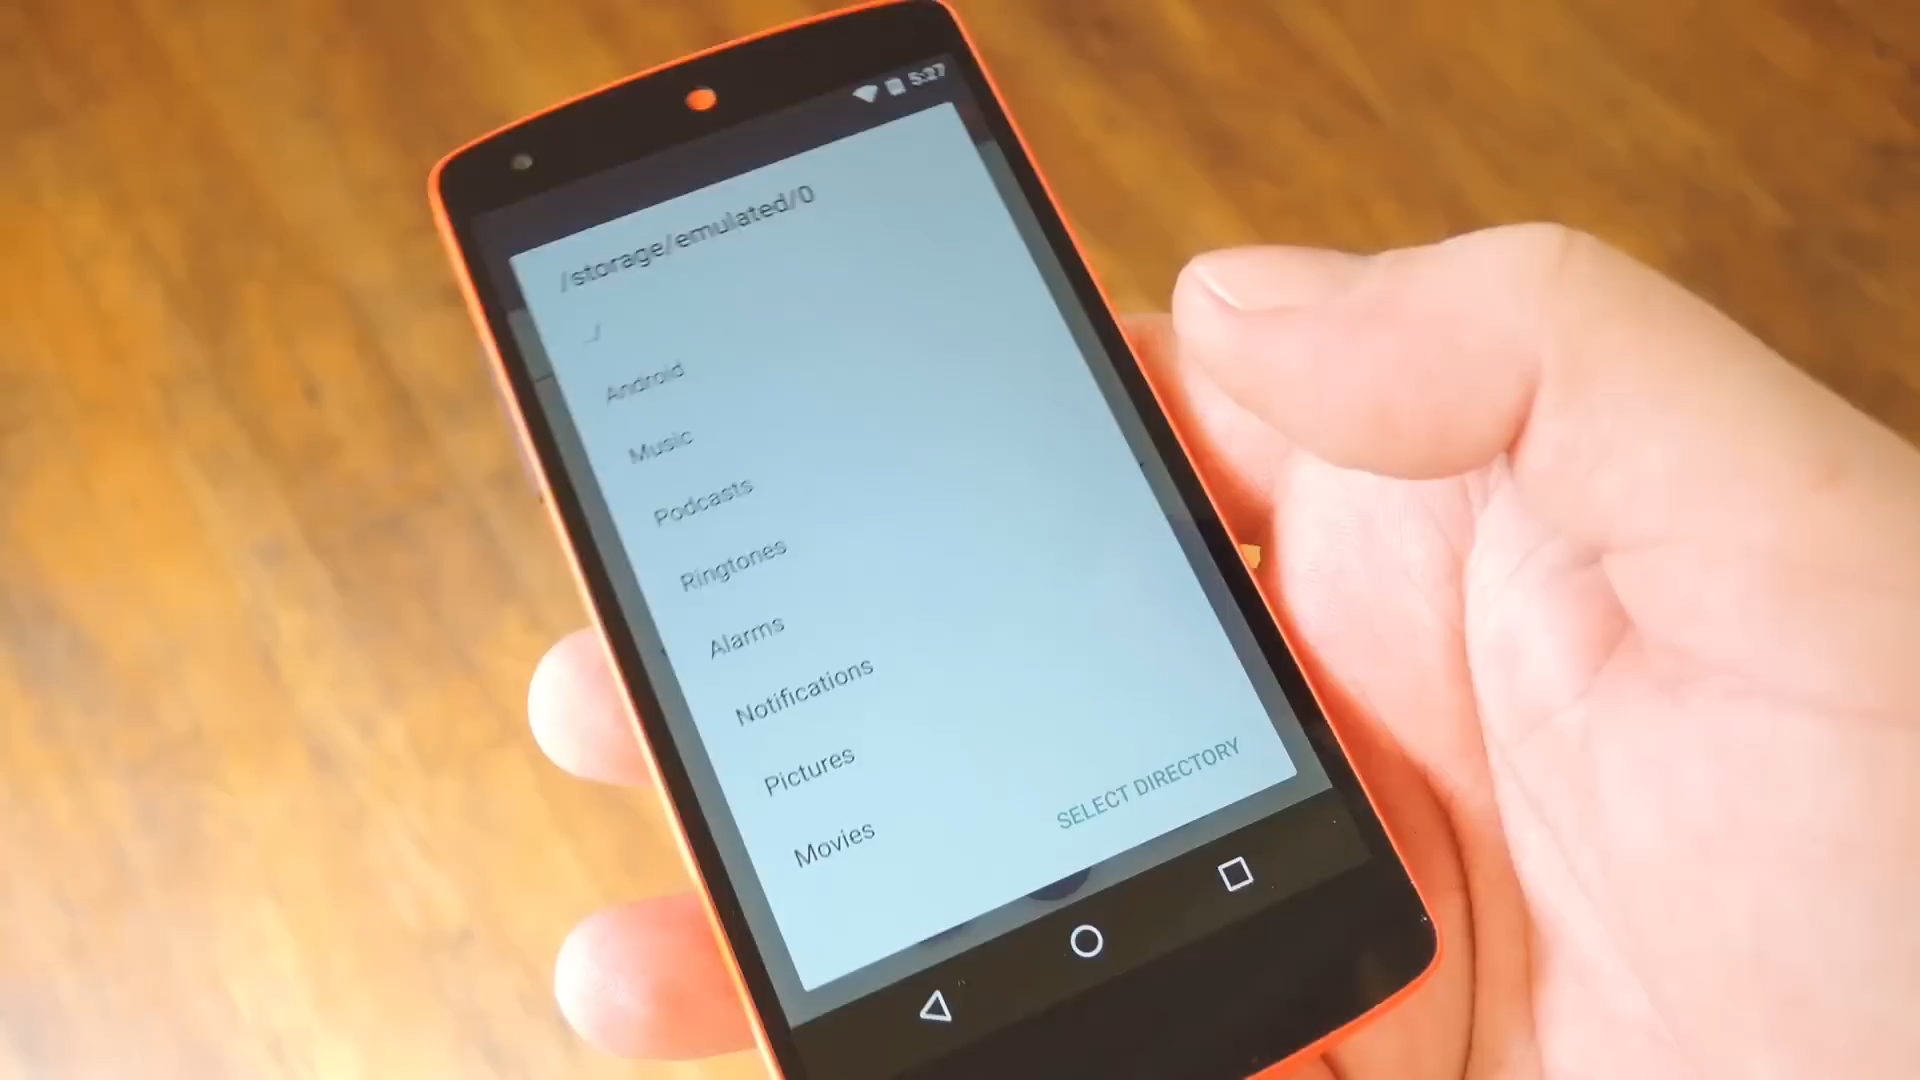 5:27
/storage/emulated/0
../
Android
Music
Podcasts
Ringtones
Alarms
Notifications
Pictures
Movies
SELECT DIRECTORY